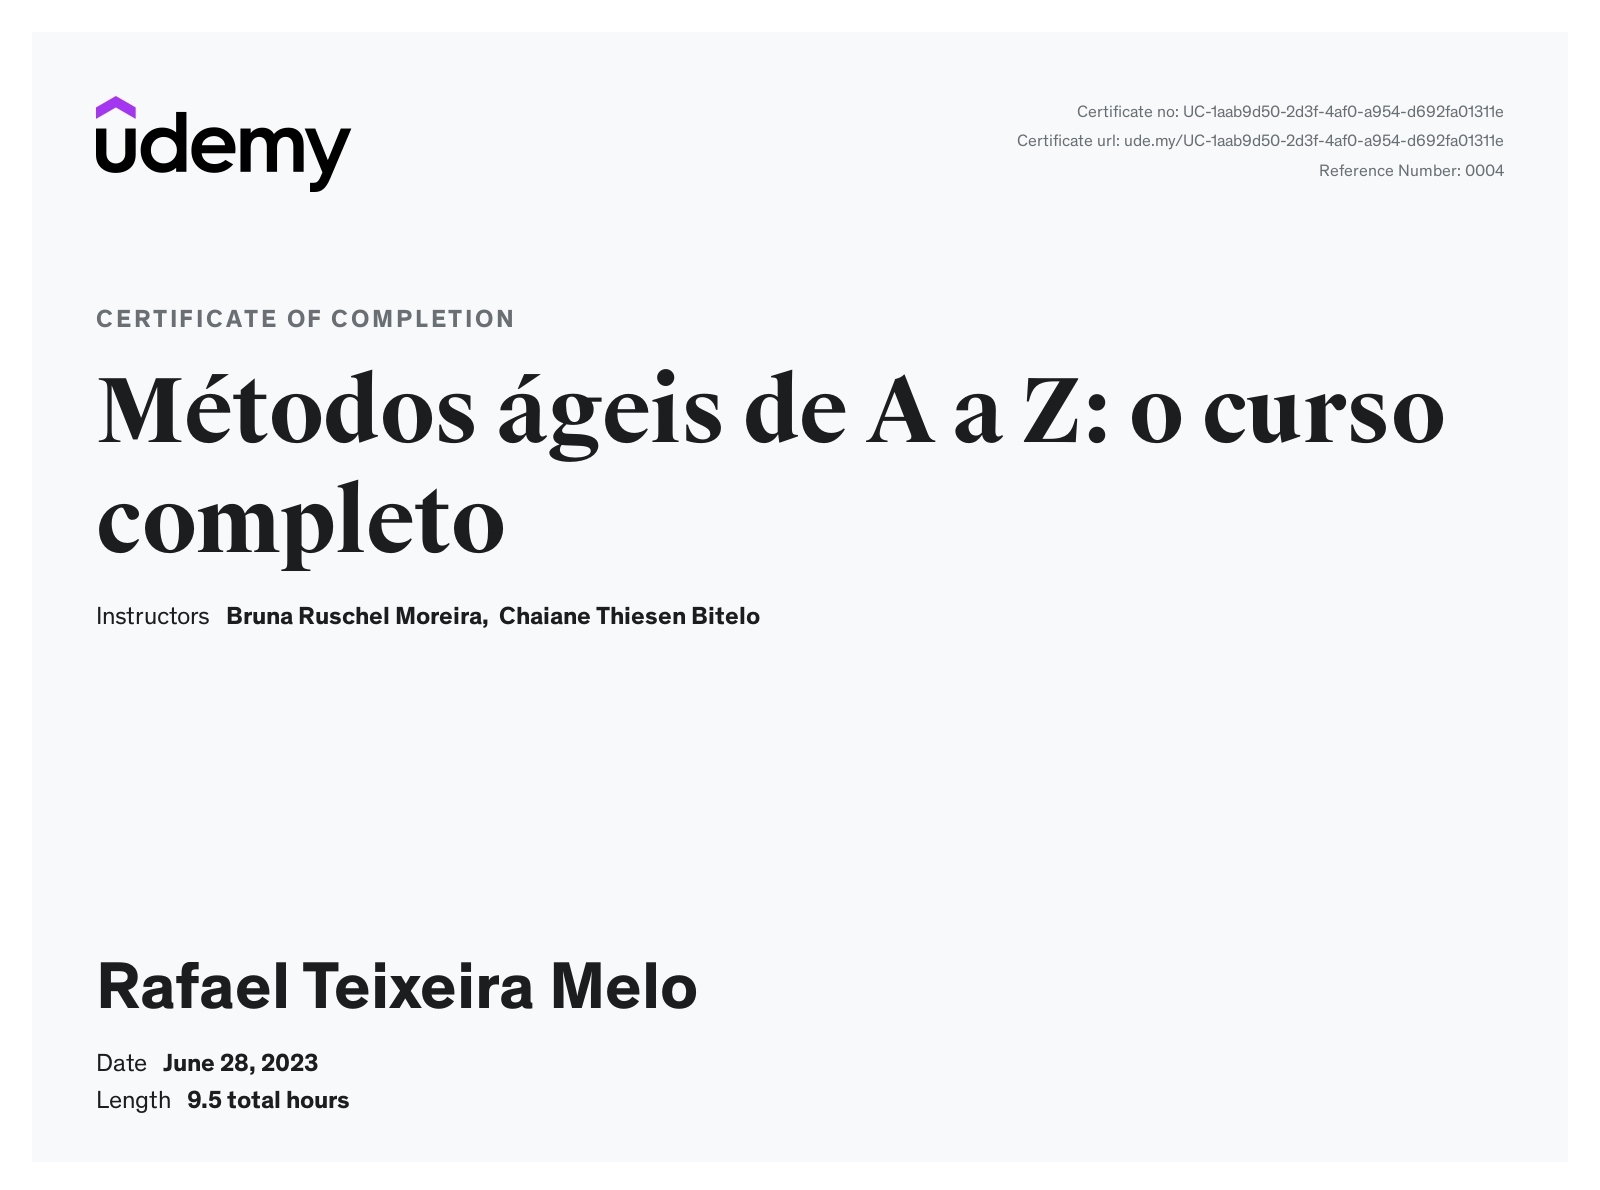 udemy
Certificate no: UC-1aab9d50-2d3f-4af0-a954-d692fa01311e
Certificate url: ude.my/UC-1aab9d50-2d3f-4af0-a954-d692fa01311e
Reference Number: 0004
CERTIFICATE OF COMPLETION
Métodos ágeis de A a Z: o curso
completo
Instructors Bruna Ruschel Moreira, Chaiane Thiesen Bitelo
Rafael Teixeira Melo
Date June 28, 2023
Length 9.5 total hours